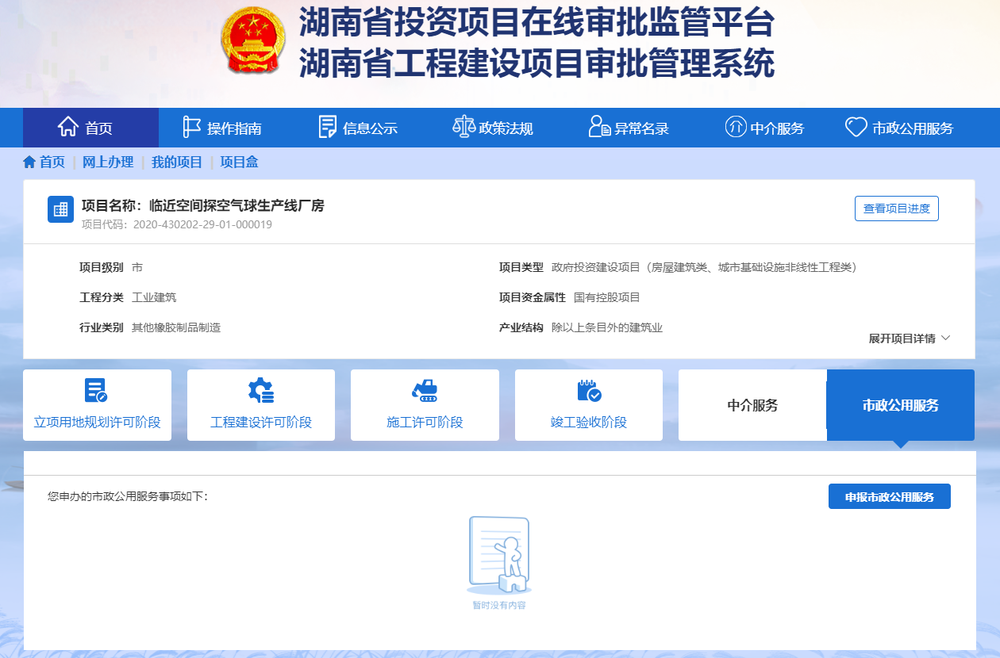 湖南省投资项目在线审批监管平台
湖南省工程建设项目审批管理系统
首页 操作指南 信息公示 政策法规 异常名录 中介服务 市政公用服务
首页 | 网上办理 | 我的项目 | 项目盒
项目名称：临近空间探空气球生产线厂房
项目代码：2020-430202-29-01-000019
查看项目进度
项目级别 市 项目类型 政府投资建设项目（房屋建筑类、城市基础设施非线性工程类）
工程分类 工业建筑 项目资金属性 国有控股项目
行业类别 其他橡胶制品制造 产业结构 除以上条目外的建筑业
展开项目详情
立项用地规划许可阶段 工程建设许可阶段 施工许可阶段 竣工验收阶段 中介服务 市政公用服务
您申办的市政公用服务事项如下：
申报市政公用服务
暂时没有内容